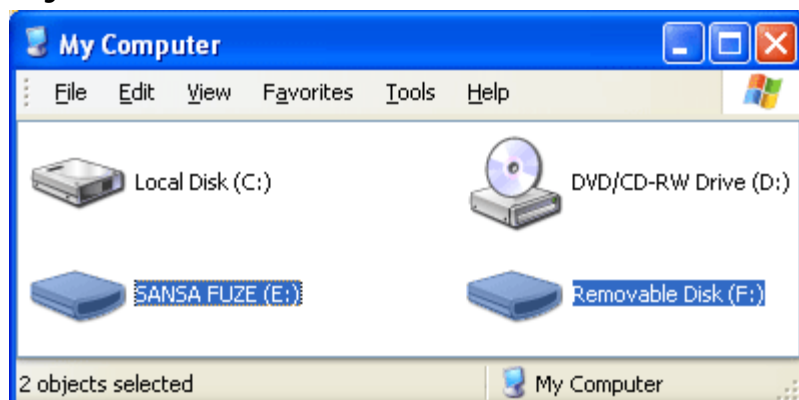 My Computer
File Edit View Favorites Tools Help
Local Disk (C:) DVD/CD-RW Drive (D:)
SANSA FUZE (E:) Removable Disk (F:)
2 objects selected My Computer